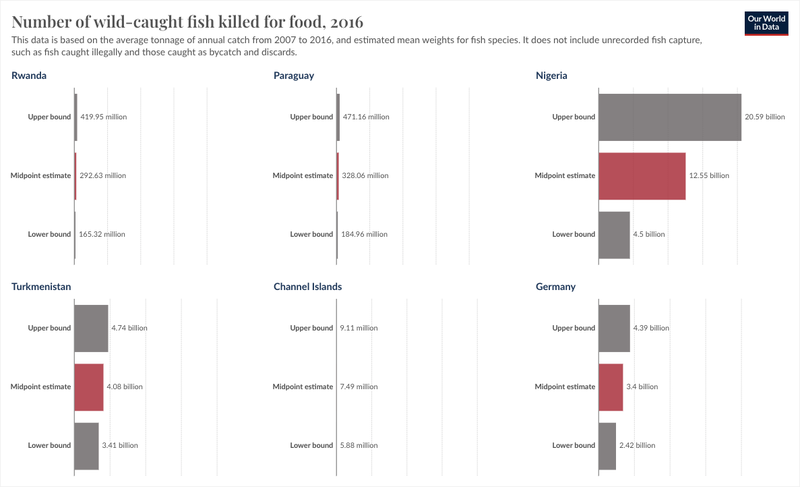 Number of wild-caught fish killed for food, 2016
Our World
in Data
This data is based on the average tonnage of annual catch from 2007 to 2016, and estimated mean weights for fish species. It does not include unrecorded fish capture,
such as fish caught illegally and those caught as bycatch and discards.
Rwanda
Upper bound 419.95 million
Midpoint estimate 292.63 million
Lower bound 165.32 million
Paraguay
Upper bound 471.16 million
Midpoint estimate 328.06 million
Lower bound 184.96 million
Nigeria
Upper bound 20.59 billion
Midpoint estimate 12.55 billion
Lower bound 4.5 billion
Turkmenistan
Upper bound 4.74 billion
Midpoint estimate 4.08 billion
Lower bound 3.41 billion
Channel Islands
Upper bound 9.11 million
Midpoint estimate 7.49 million
Lower bound 5.88 million
Germany
Upper bound 4.39 billion
Midpoint estimate 3.4 billion
Lower bound 2.42 billion